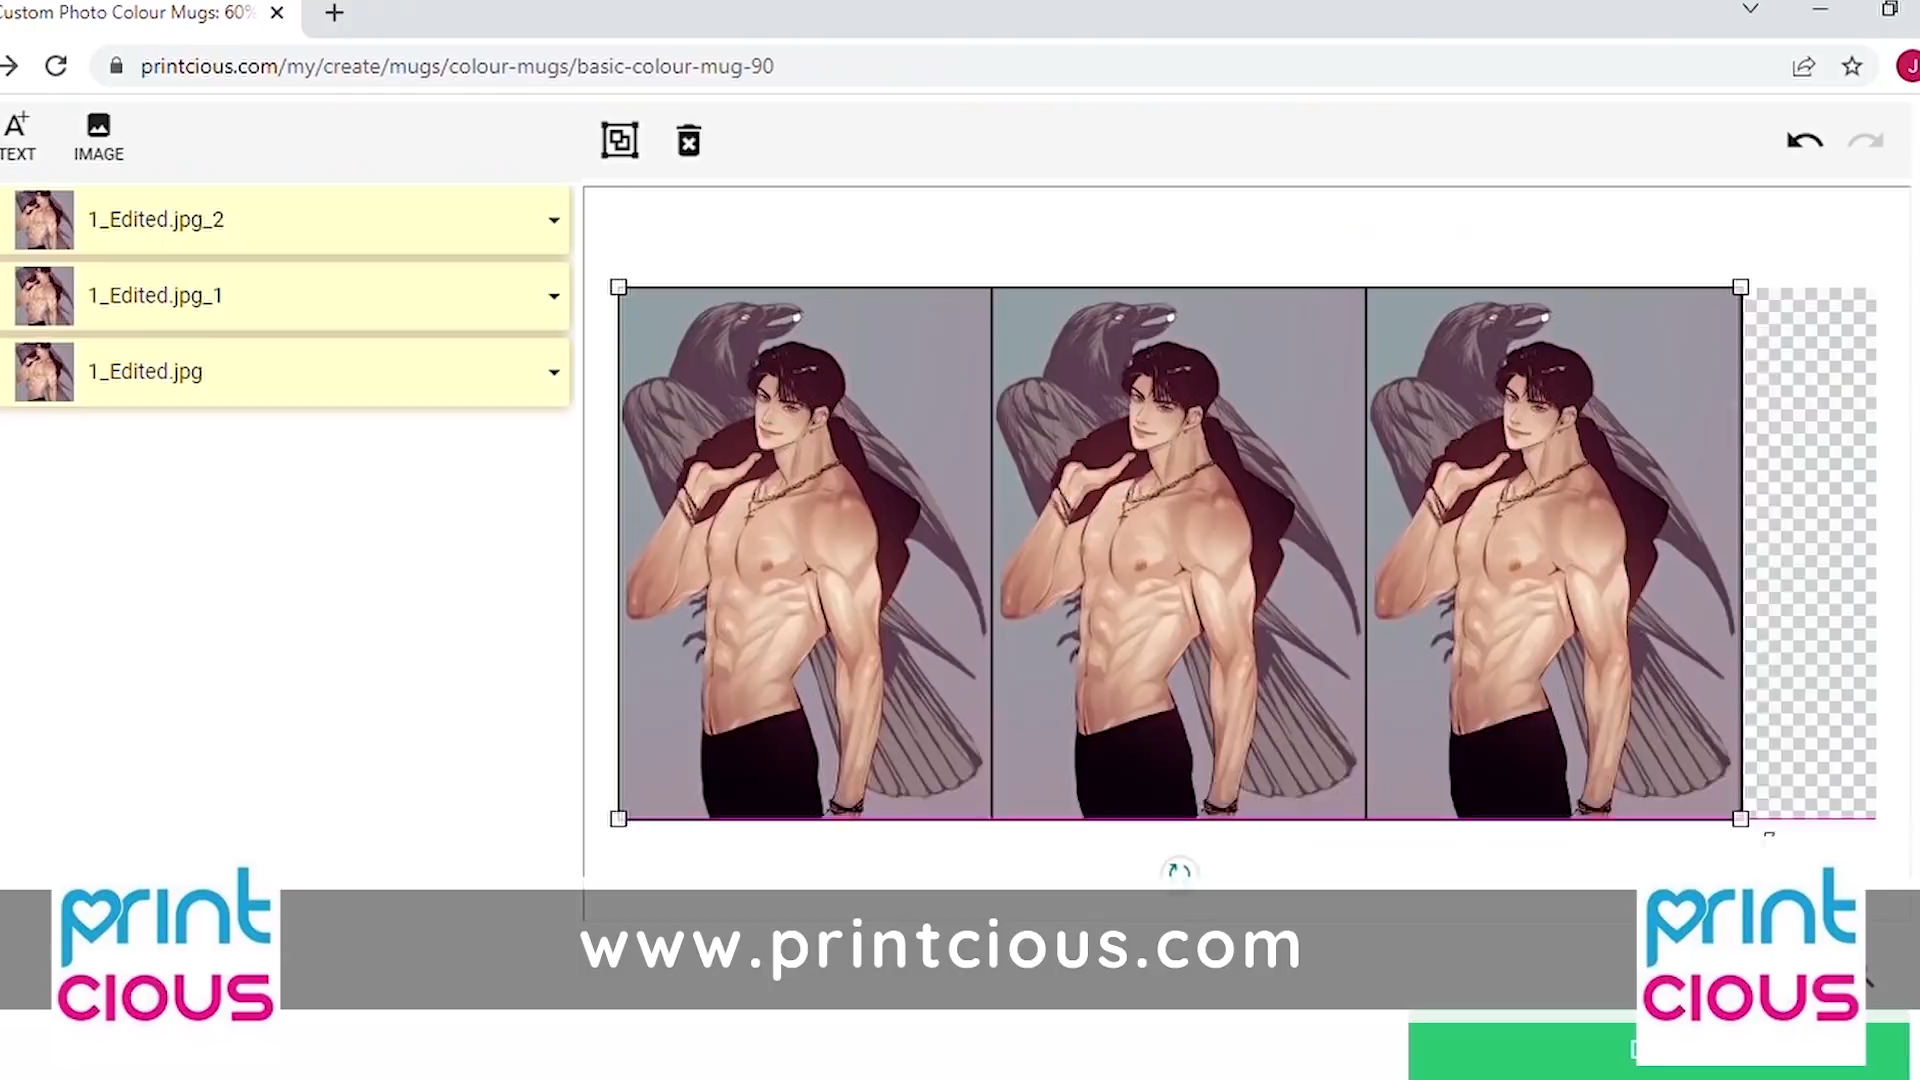 Custom Photo Colour Mugs: 60%
printcious.com/my/create/mugs/colour-mugs/basic-colour-mug-90
J
TEXT
IMAGE
1_Edited.jpg_2
1_Edited.jpg_1
1_Edited.jpg
print
cious
www.printcious.com
print
cious